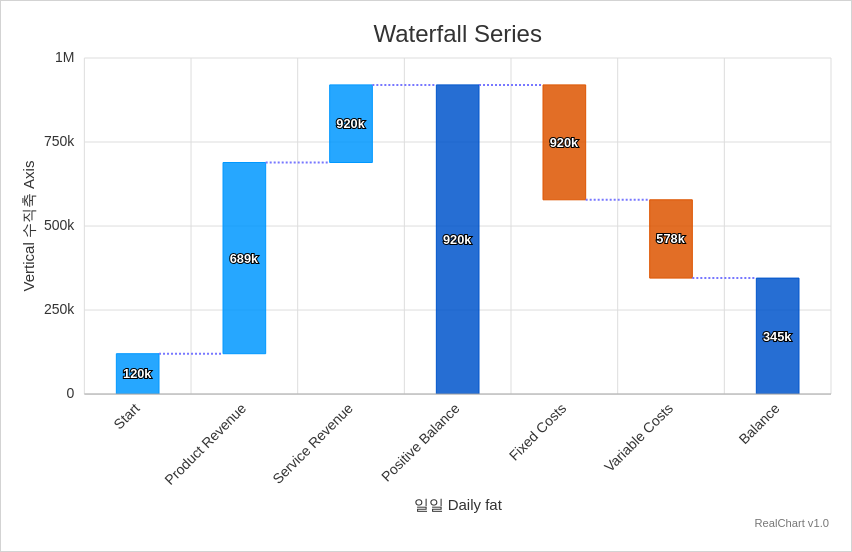 Waterfall Series
Vertical 수직축 Axis
1M
750k
500k
250k
0
120k
689k
920k
920k
920k
578k
345k
Start
Product Revenue
Service Revenue
Positive Balance
Fixed Costs
Variable Costs
Balance
일일 Daily fat
RealChart v1.0